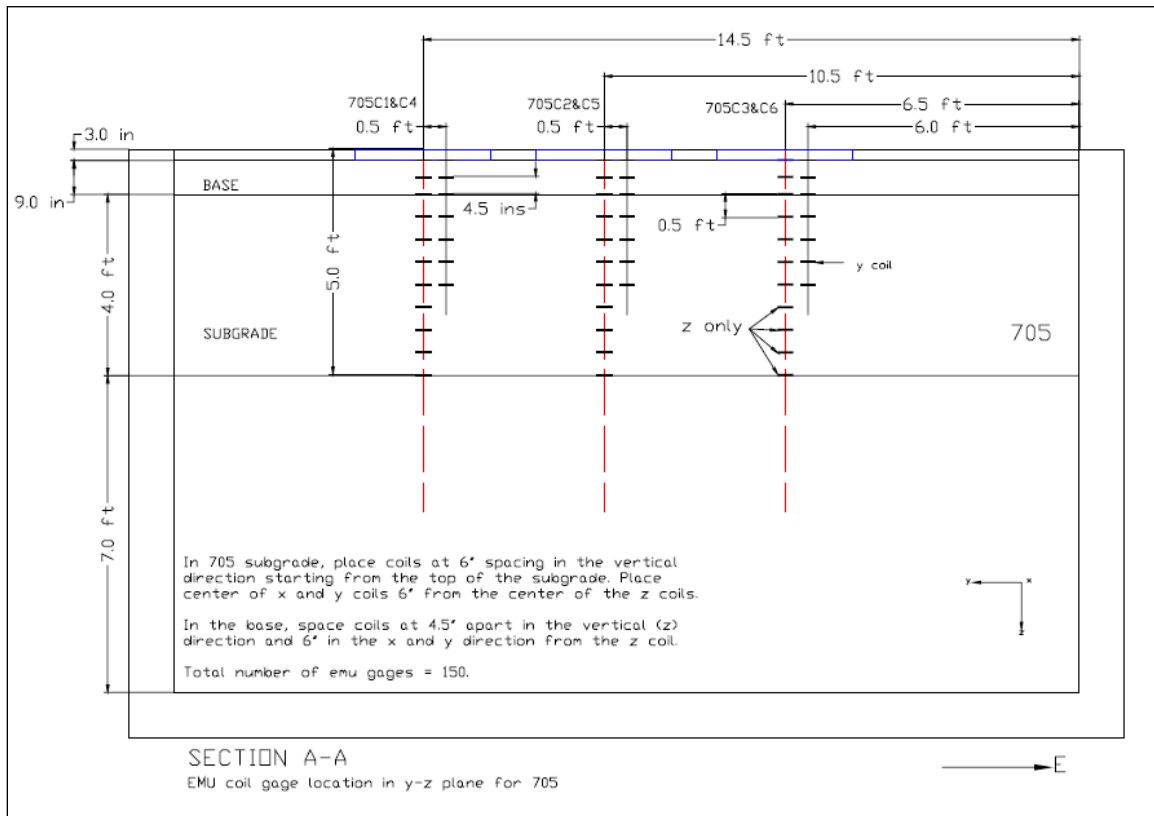 14.5 ft
10.5 ft
705C1&C4
705C2&C5
705C3&C6
6.5 ft
0.5 ft
0.5 ft
6.0 ft
3.0 in
BASE
9.0 in
4.5 ins
0.5 ft
y coil
5.0 ft
4.0 ft
SUBGRADE
z only
705
7.0 ft
In 705 subgrade, place coils at 6" spacing in the vertical
direction starting from the top of the subgrade. Place
center of x and y coils 6" from the center of the z coils.
y
x
z
In the base, space coils at 4.5" apart in the vertical (z)
direction and 6" in the x and y direction from the z coil.
Total number of emu gages = 150.
SECTION A-A
E
EMU coil gage location in y-z plane for 705